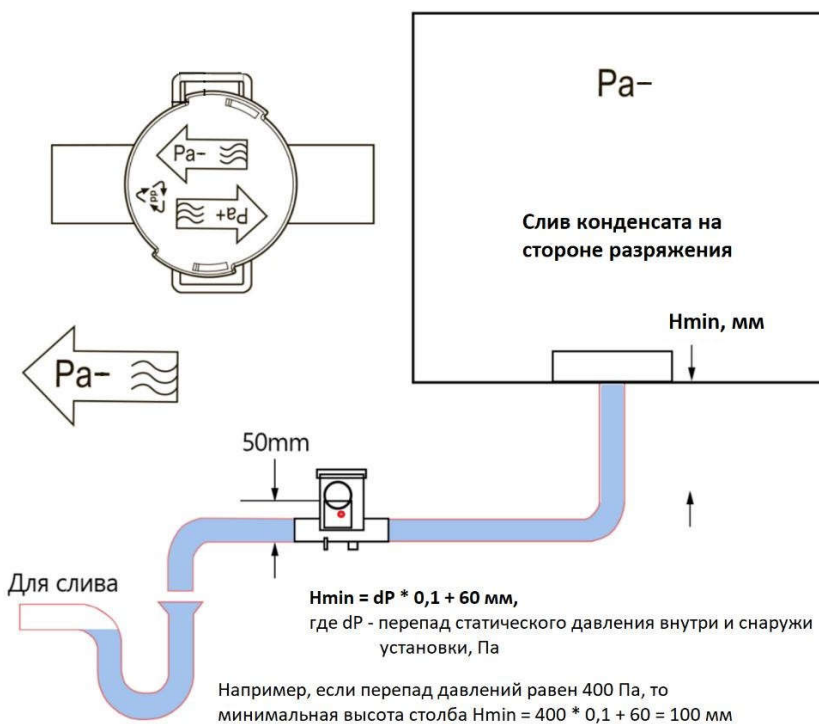 Pa-
Pa+
PP
Pa-
Pa-
Слив конденсата на
стороне разряжения
Hmin, мм
50mm
Для слива
Hmin = dP * 0,1 + 60 мм,
где dP - перепад статического давления внутри и снаружи
установки, Па
Например, если перепад давлений равен 400 Па, то
минимальная высота столба Hmin = 400 * 0,1 + 60 = 100 мм